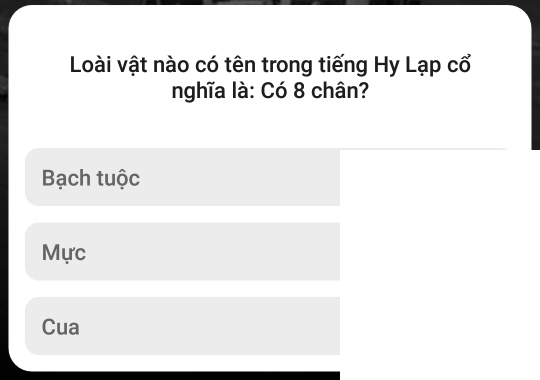 Loài vật nào có tên trong tiếng Hy Lạp cổ
nghĩa là: Có 8 chân?
Bạch tuộc
Mực
Cua